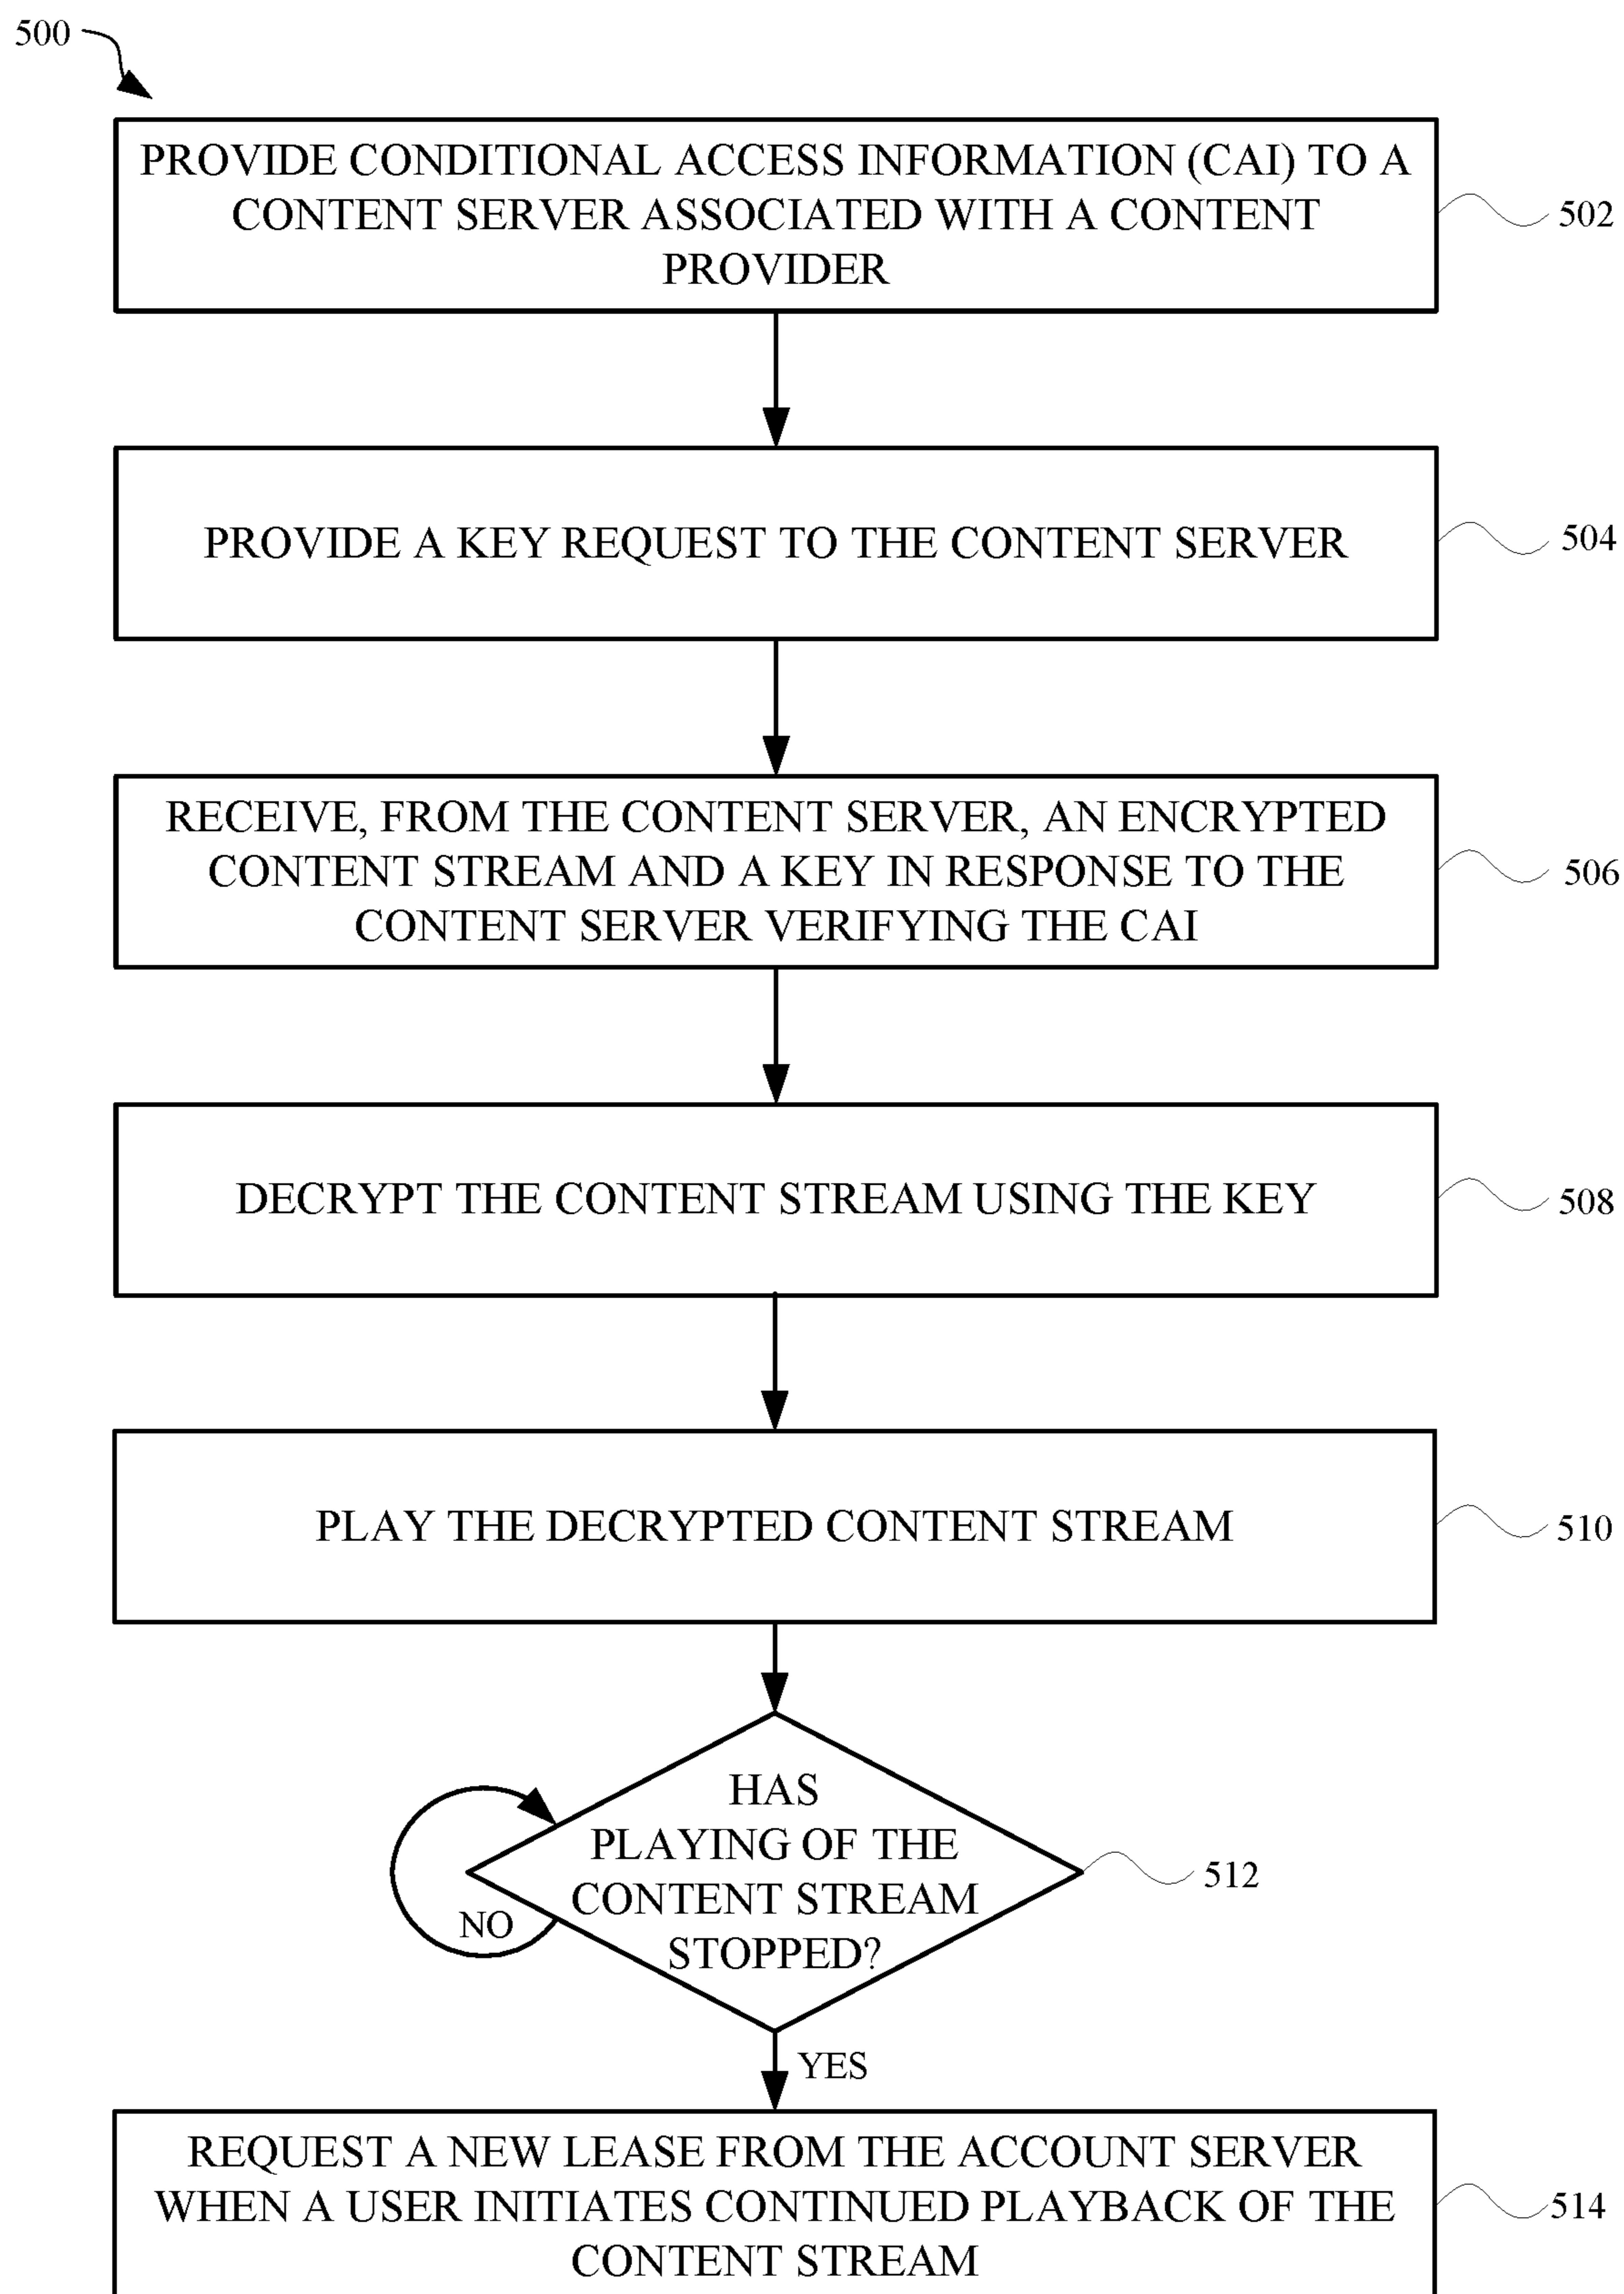 500
PROVIDE CONDITIONAL ACCESS INFORMATION (CAI) TO A
CONTENT SERVER ASSOCIATED WITH A CONTENT
PROVIDER
502
PROVIDE A KEY REQUEST TO THE CONTENT SERVER
504
RECEIVE, FROM THE CONTENT SERVER, AN ENCRYPTED
CONTENT STREAM AND A KEY IN RESPONSE TO THE
CONTENT SERVER VERIFYING THE CAI
506
DECRYPT THE CONTENT STREAM USING THE KEY
508
PLAY THE DECRYPTED CONTENT STREAM
510
HAS
PLAYING OF THE
CONTENT STREAM
STOPPED?
512
NO
YES
REQUEST A NEW LEASE FROM THE ACCOUNT SERVER
WHEN A USER INITIATES CONTINUED PLAYBACK OF THE
CONTENT STREAM
514